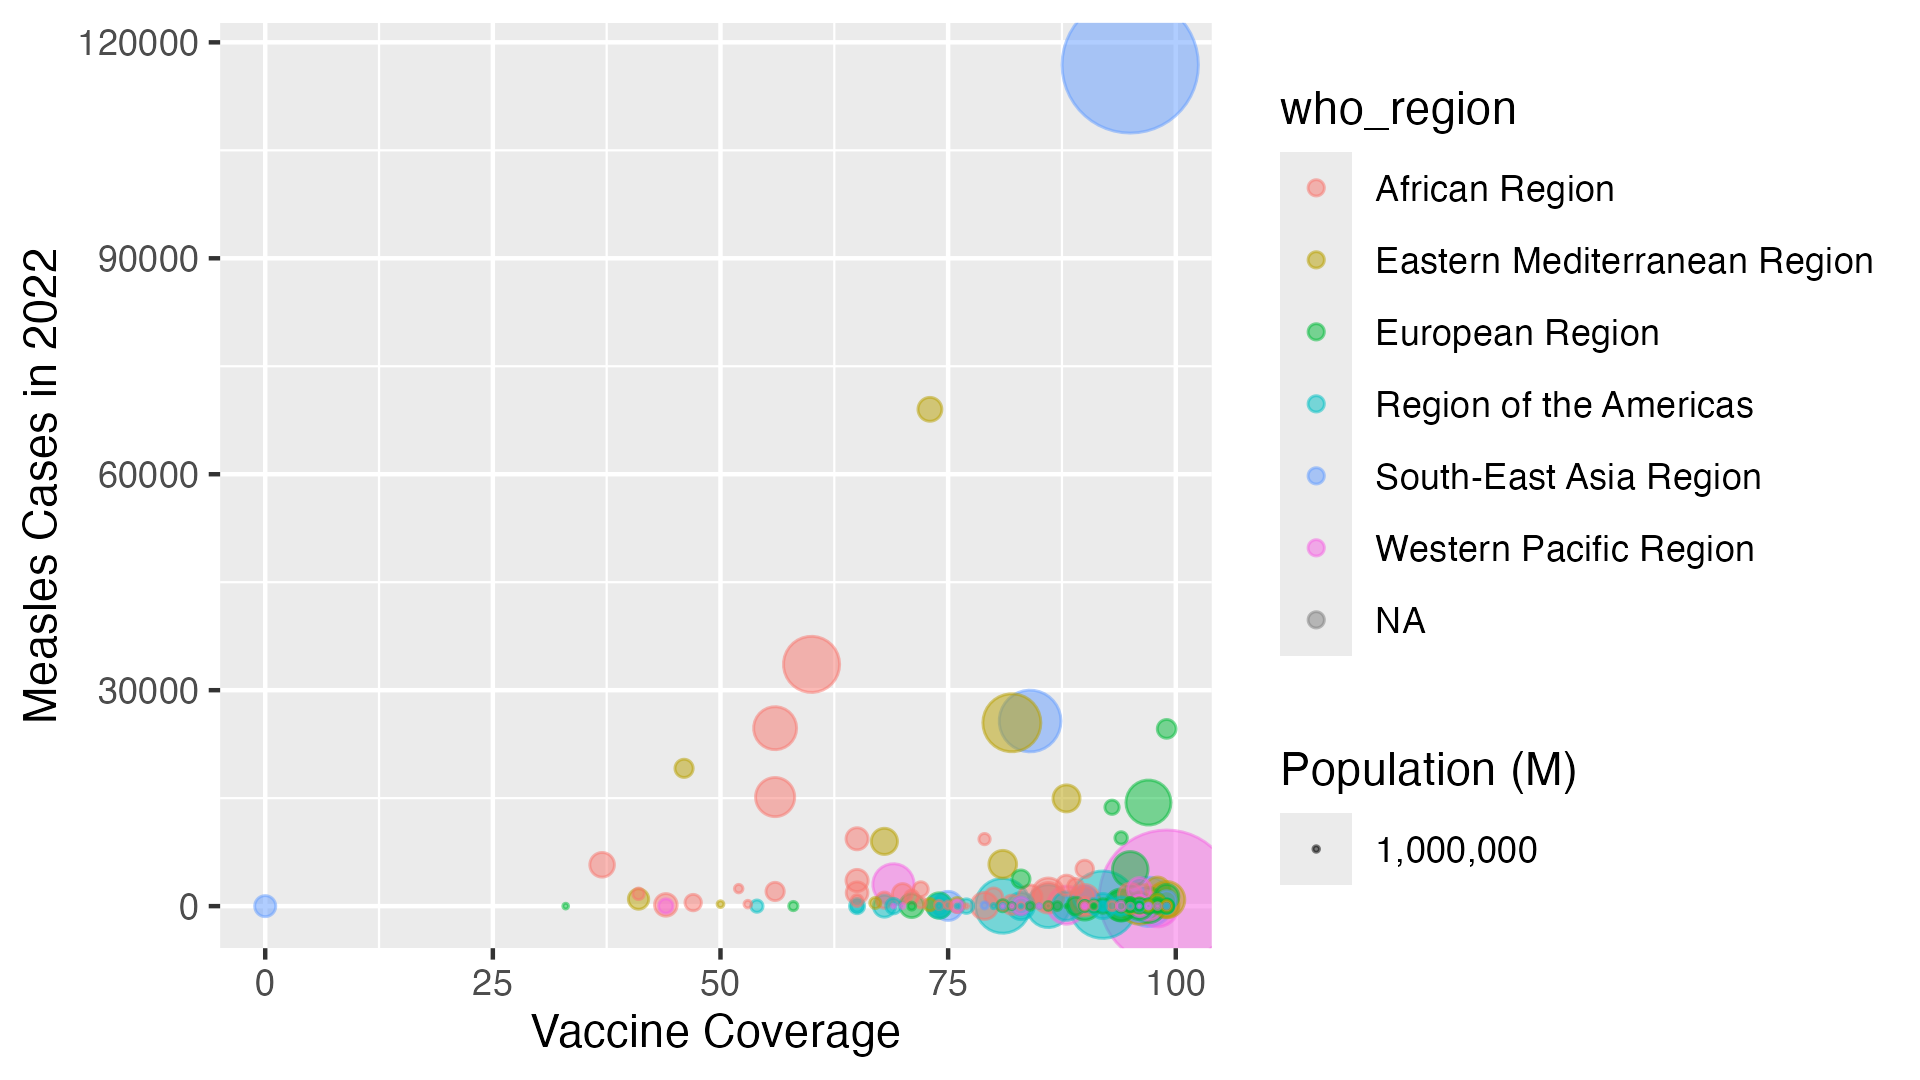 120000
90000
60000
30000
0
0
25
50
75
100
Measles Cases in 2022
Vaccine Coverage
who_region
African Region
Eastern Mediterranean Region
European Region
Region of the Americas
South-East Asia Region
Western Pacific Region
NA
Population (M)
1,000,000